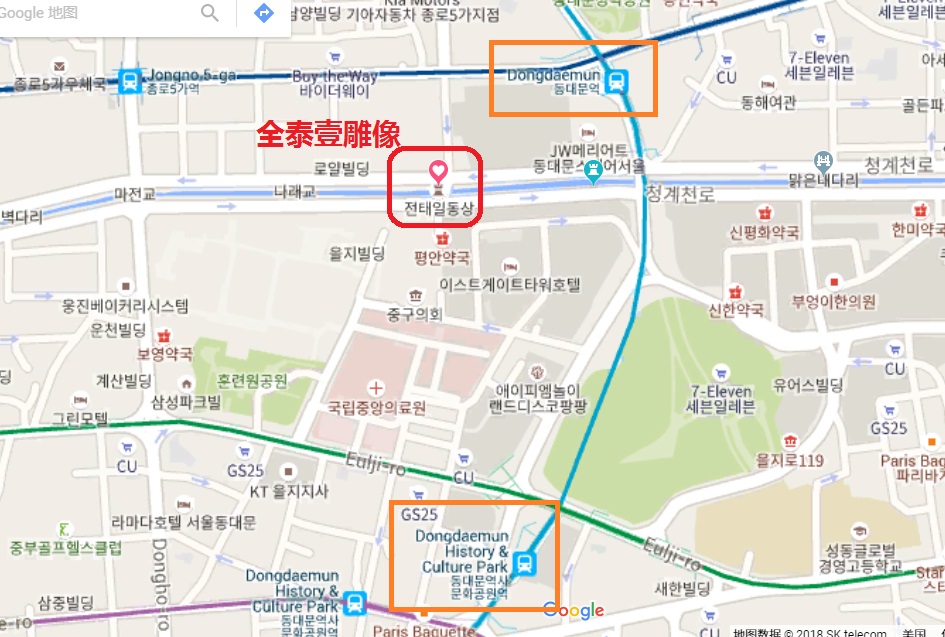 Google 地图
남양빌딩
Kia Motors
기아자동차 종로5가지점
7-Eleven
세븐일레븐
CU
종로5가우체국
Jongno 5-ga
종로5가역
Buy the Way
바이더웨이
Dongdaemun
동대문역
동해여관
골든파
全泰壹雕像
JW메리어트
동대문스퀘어서울
로얄빌딩
청계천로
마전교
나래교
맑은내다리
벽다리
전태일동상
청계천로
을지빌딩
평안약국
신평화약국
한미약국
이스트게이트타워호텔
웅진베이커리시스템
운천빌딩
중구의회
신한약국
부엉이한의원
보영약국
계산빌딩
훈련원공원
삼성파크빌
국립중앙의료원
애이피엠놀이
랜드디스코팡팡
7-Eleven
세븐일레븐
유어스빌딩
CU
그린모텔
GS25
CU
GS25
Eulji-ro
CU
을지로119
Paris Bagu
파리바게
KT 을지지사
라마다호텔 서울동대문
GS25
Dongdaemun
History &
Culture Park
동대문역사
문화공원역
중부골프헬스클럽
Dongho-ro
Eulji-ro
성동글로벌
경영고등학교
Dongdaemun
History &
Culture Park
동대문역사
문화공원역
삼중빌딩
새한빌딩
Google
Paris Baguette
CU
地图数据 © 2018 SK telecom
美国